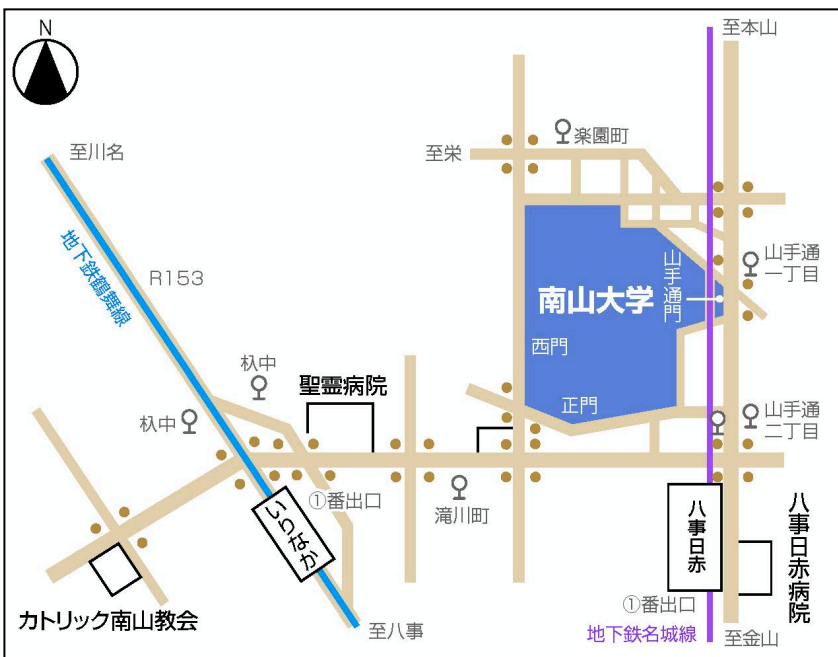 N
至本山
楽園町
至栄
至川名
地下鉄鶴舞線
R153
山手通
一丁目
山手通門
南山大学
西門
正門
杁中
聖霊病院
杁中
山手通
二丁目
①番出口
滝川町
いりなか
八事日赤
八事日赤病院
カトリック南山教会
①番出口
至八事
地下鉄名城線
至金山